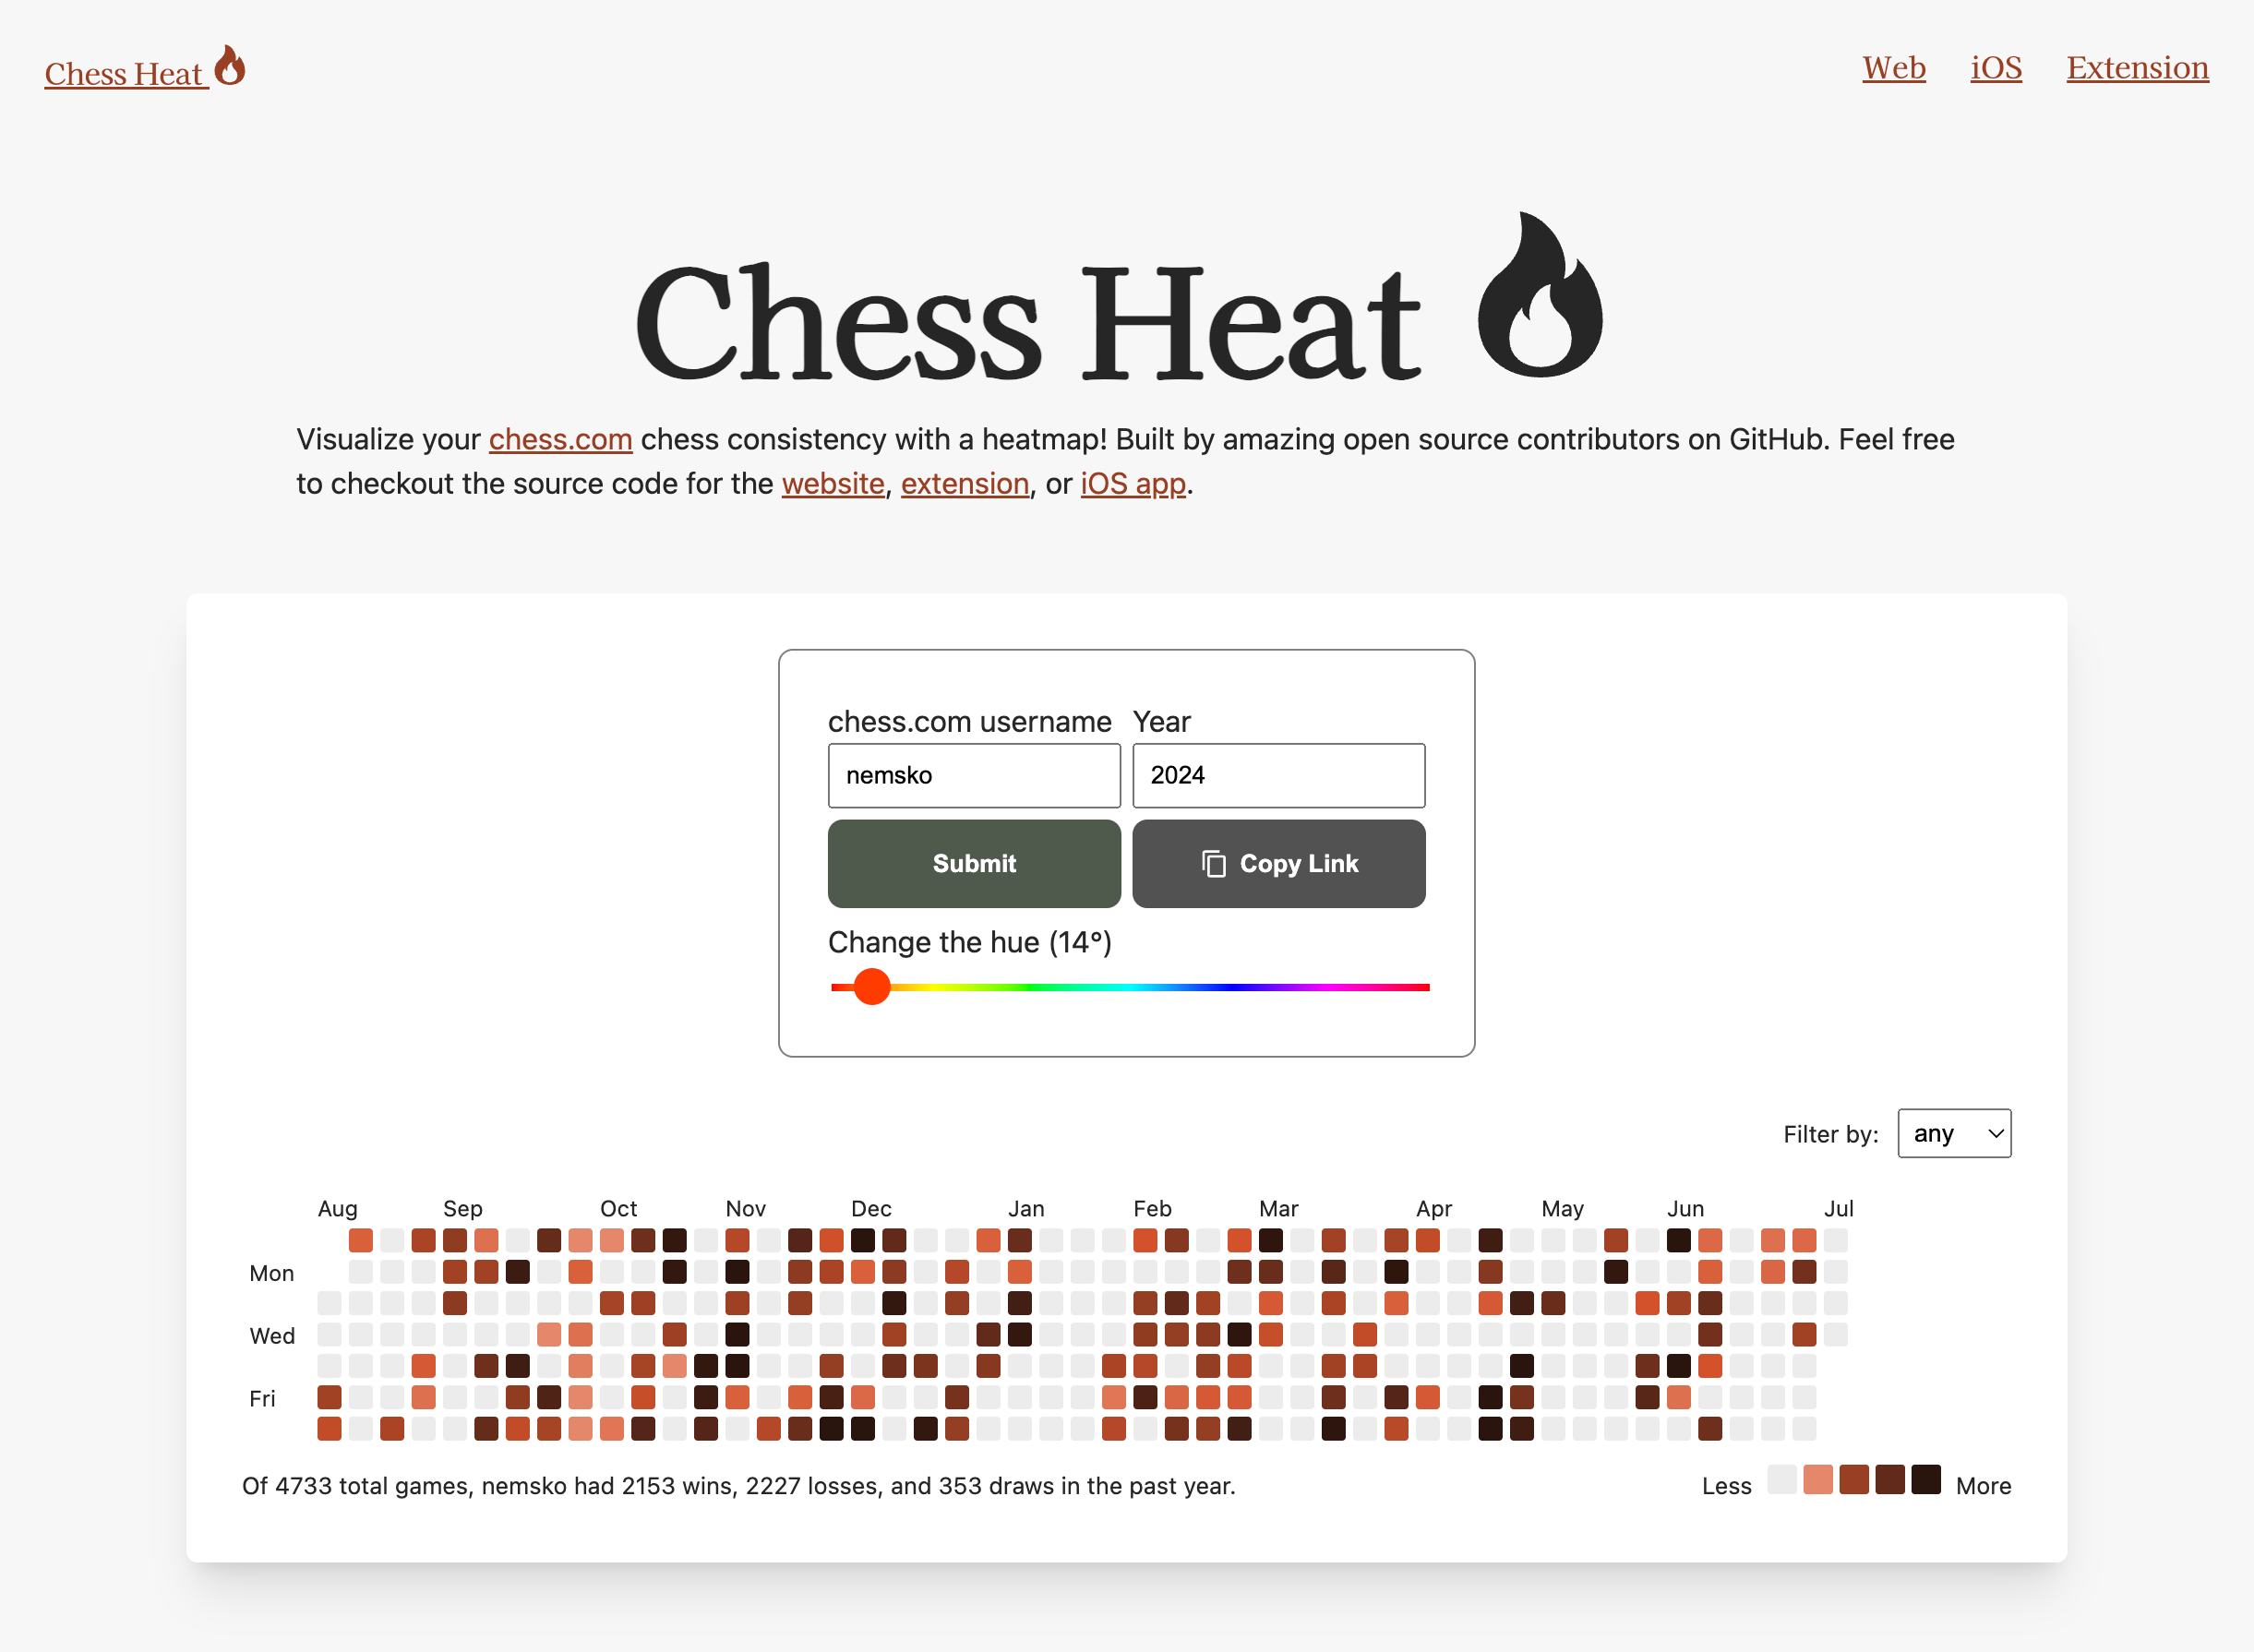 Chess Heat
Web iOS Extension
Chess Heat
Visualize your chess.com chess consistency with a heatmap! Built by amazing open source contributors on GitHub. Feel free
to checkout the source code for the website, extension, or iOS app.
chess.com username Year
nemsko 2024
Submit Copy Link
Change the hue (14°)
Filter by: any
Aug Sep Oct Nov Dec Jan Feb Mar Apr May Jun Jul
Mon
Wed
Fri
Of 4733 total games, nemsko had 2153 wins, 2227 losses, and 353 draws in the past year. Less More